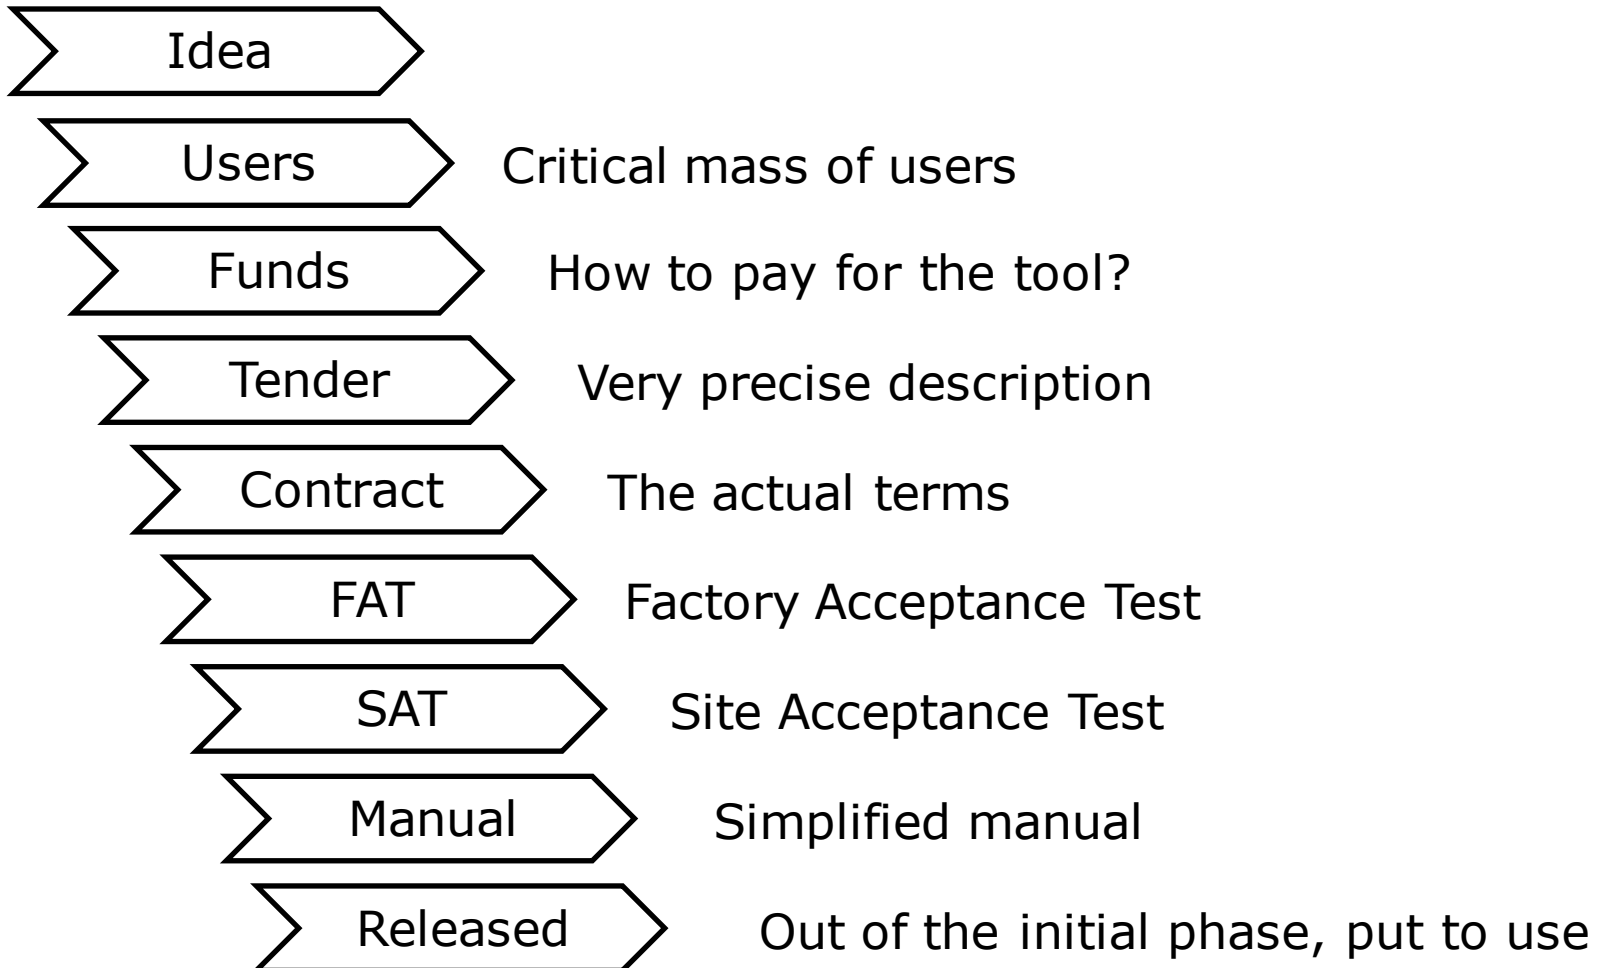 Idea
Users Critical mass of users
Funds How to pay for the tool?
Tender Very precise description
Contract The actual terms
FAT Factory Acceptance Test
SAT Site Acceptance Test
Manual Simplified manual
Released Out of the initial phase, put to use